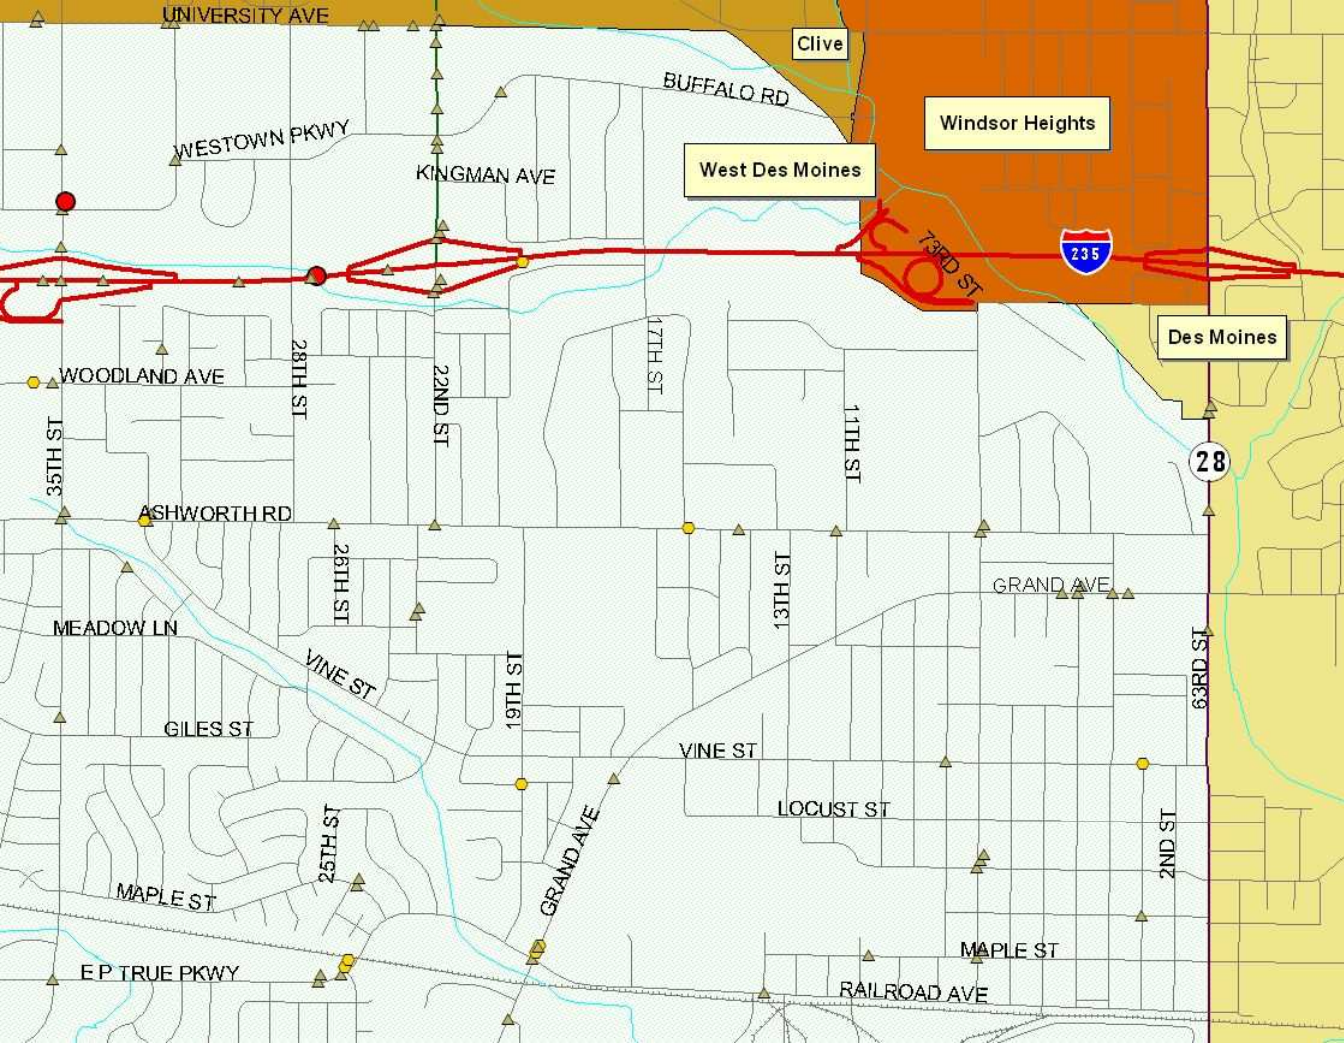 UNIVERSITY AVE
Clive
BUFFALO RD
Windsor Heights
WESTOWN PKWY
West Des Moines
KINGMAN AVE
73RD ST
235
Des Moines
17TH ST
28TH ST
WOODLAND AVE
22ND ST
11TH ST
35TH ST
28
ASHWORTH RD
26TH ST
13TH ST
GRAND AVE
MEADOW LN
VINE ST
19TH ST
63RD ST
GILES ST
VINE ST
LOCUST ST
25TH ST
GRAND AVE
2ND ST
MAPLE ST
MAPLE ST
E P TRUE PKWY
RAILROAD AVE